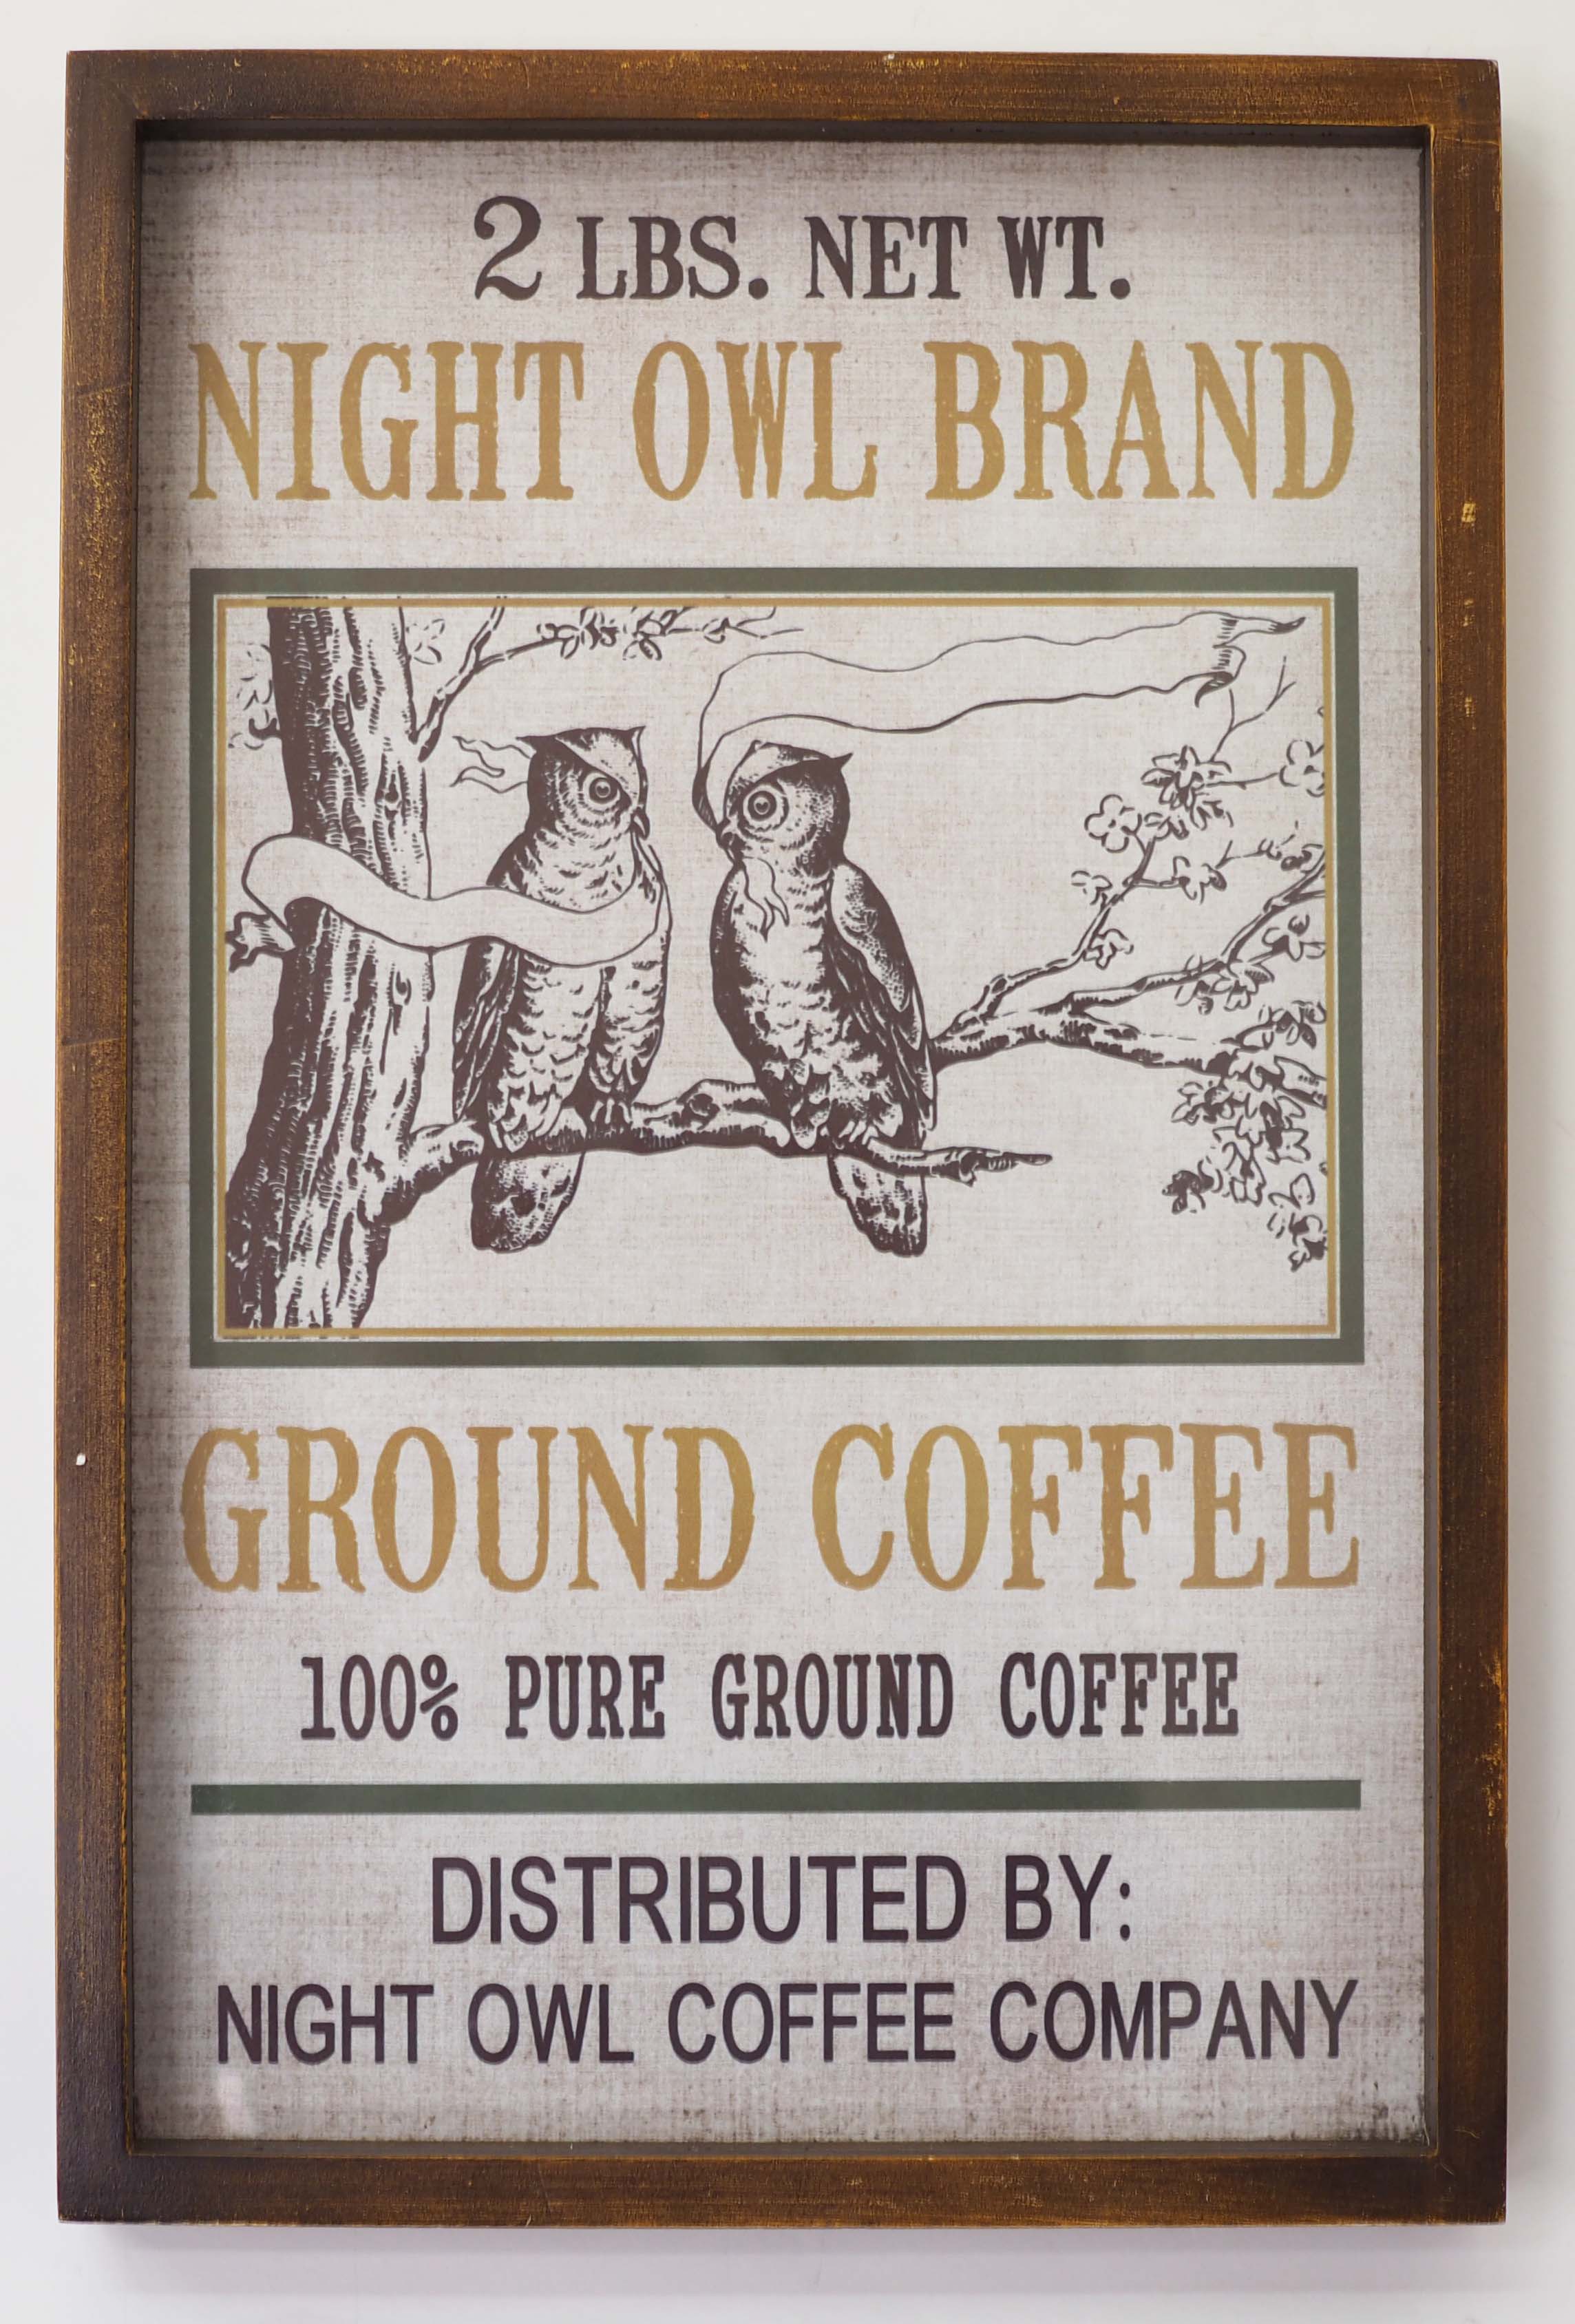 2 LBS. NET WT.
NIGHT OWL BRAND
GROUND COFFEE
100% PURE GROUND COFFEE
DISTRIBUTED BY:
NIGHT OWL COFFEE COMPANY